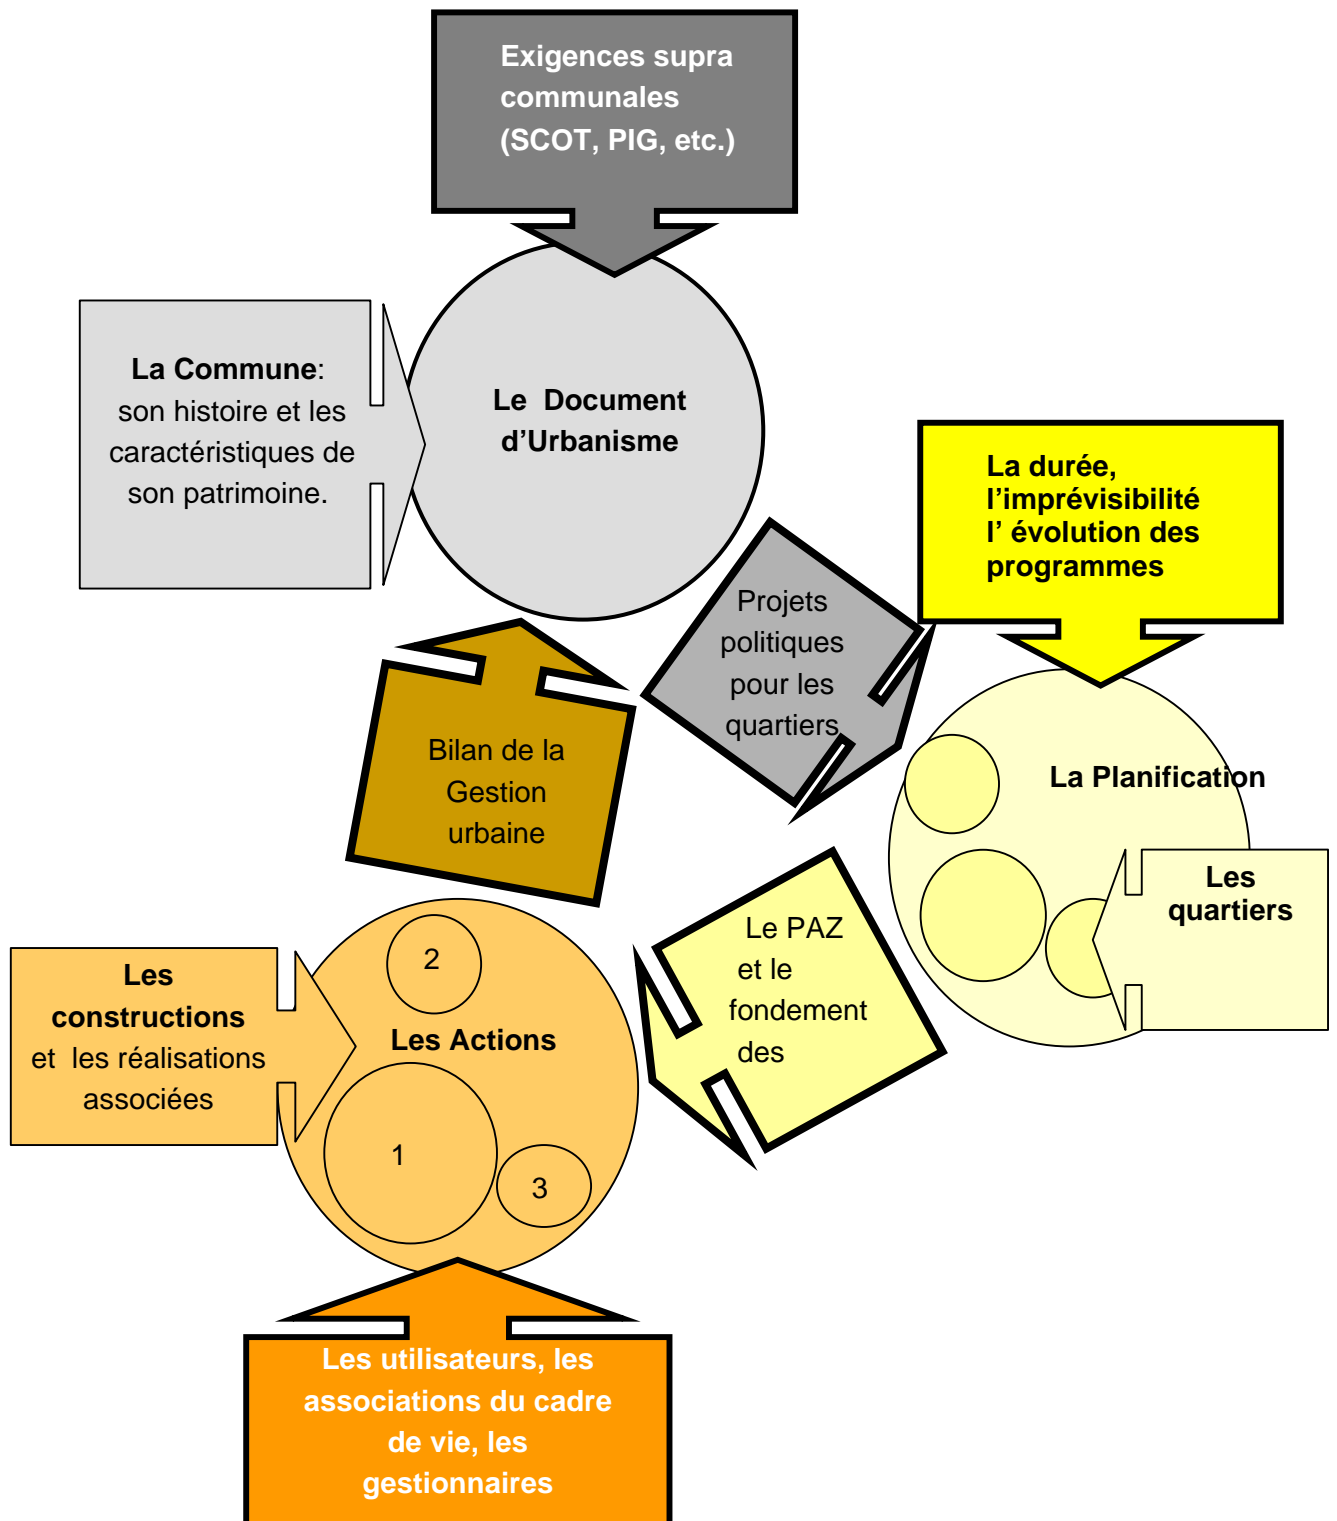 Exigences supra
communales
(SCOT, PIG, etc.)
La Commune:
son histoire et les
caractéristiques de
son patrimoine.
Le Document
d’Urbanisme
La durée,
l’imprévisibilité
l’ évolution des
programmes
Projets
politiques
pour les
quartiers
Bilan de la
Gestion
urbaine
La Planification
Les
quartiers
Le PAZ
et le
fondement
des
Les
constructions
et les réalisations
associées
2
Les Actions
1
3
Les utilisateurs, les
associations du cadre
de vie, les
gestionnaires